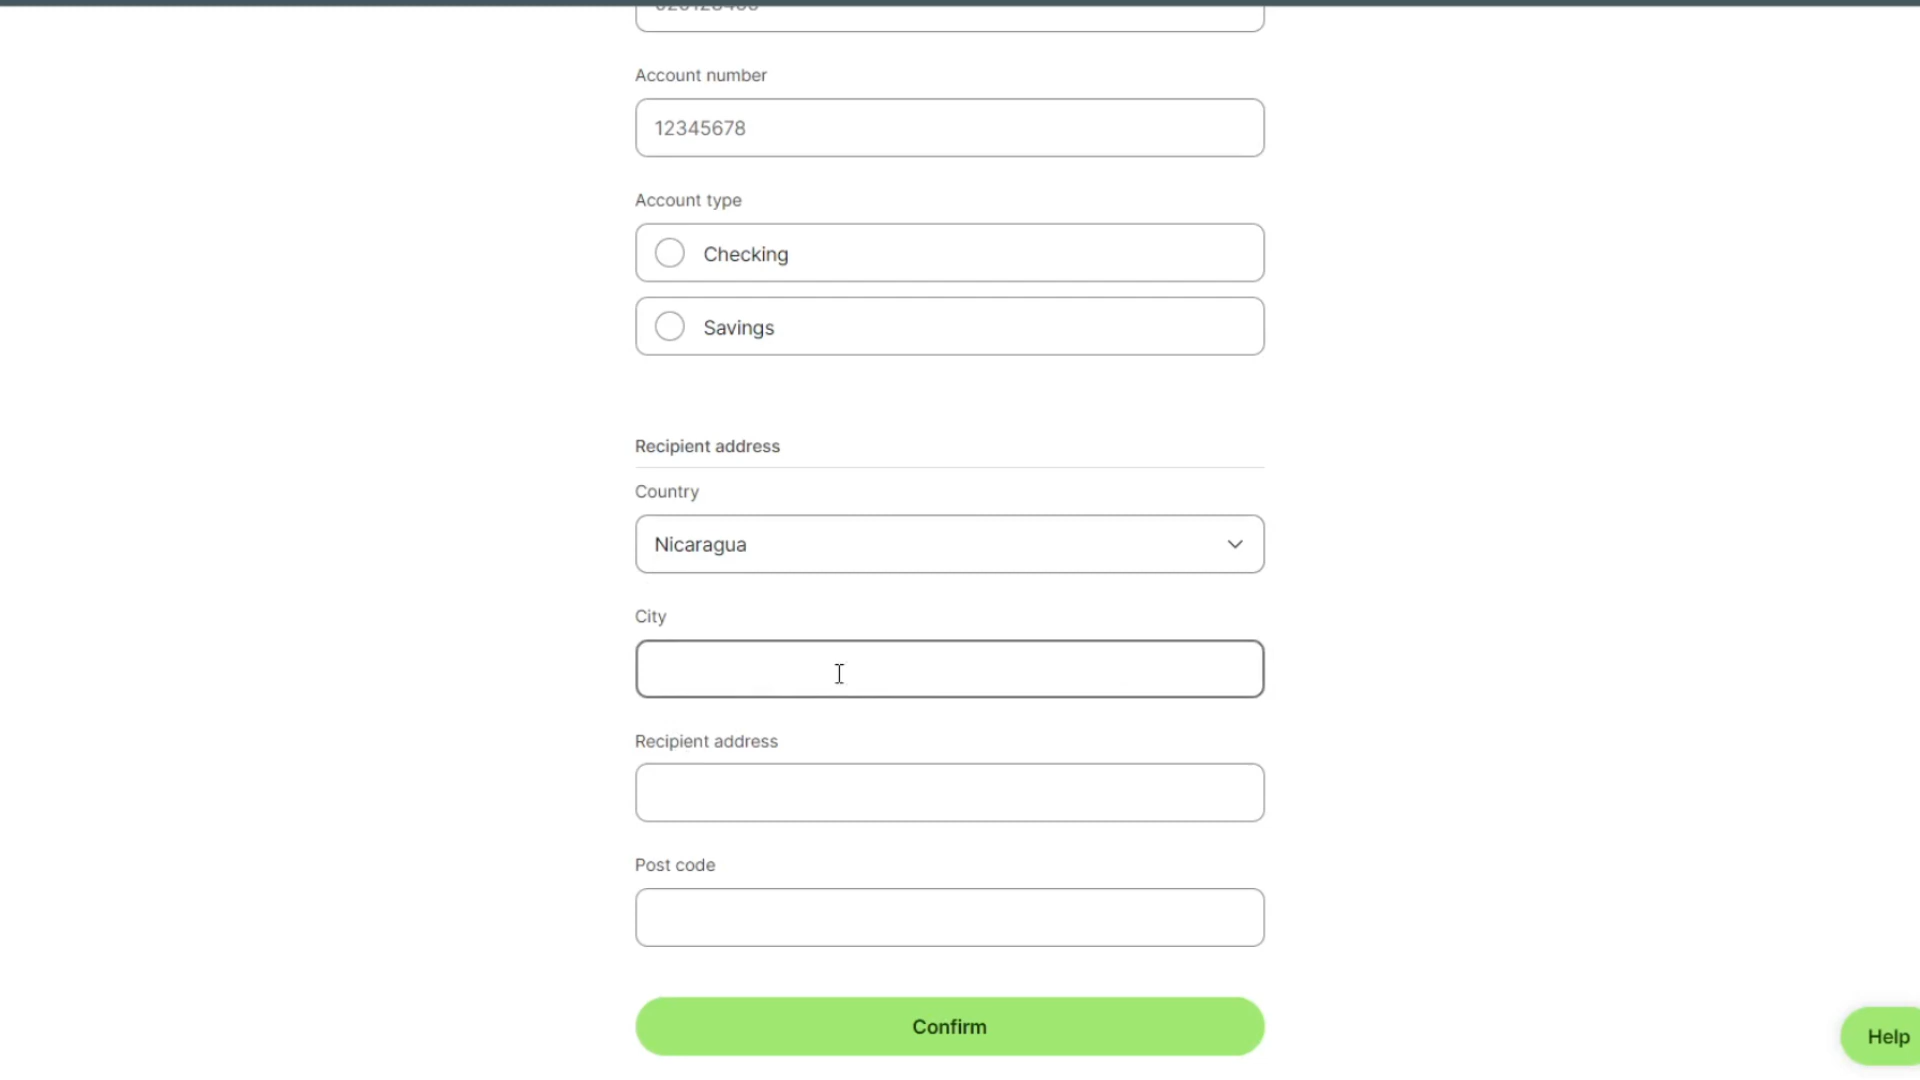 Account number
12345678
Account type
Checking
Savings
Recipient address
Country
Nicaragua
City
Recipient address
Post code
Confirm
Help